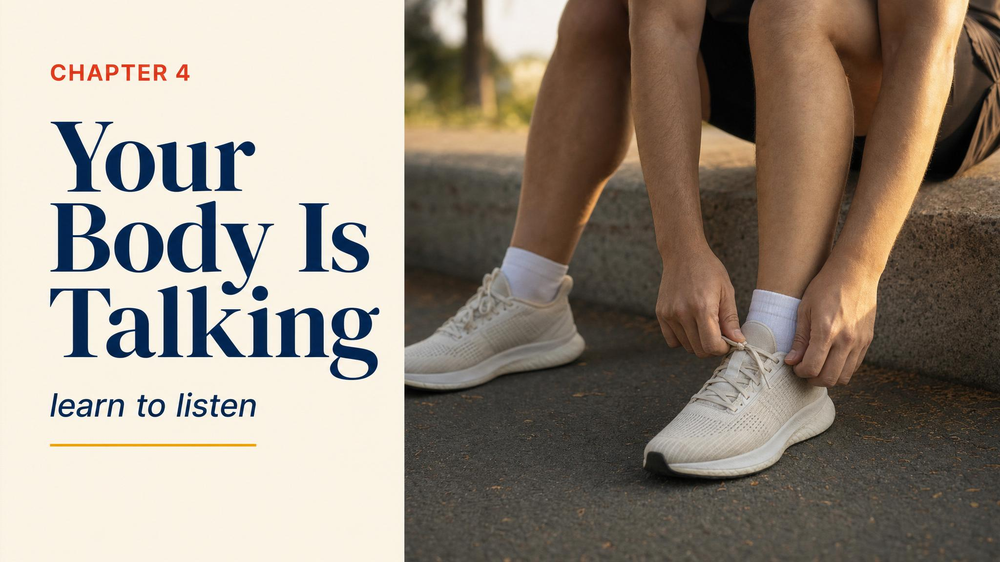 CHAPTER 4
Your
Body Is
Talking
learn to listen